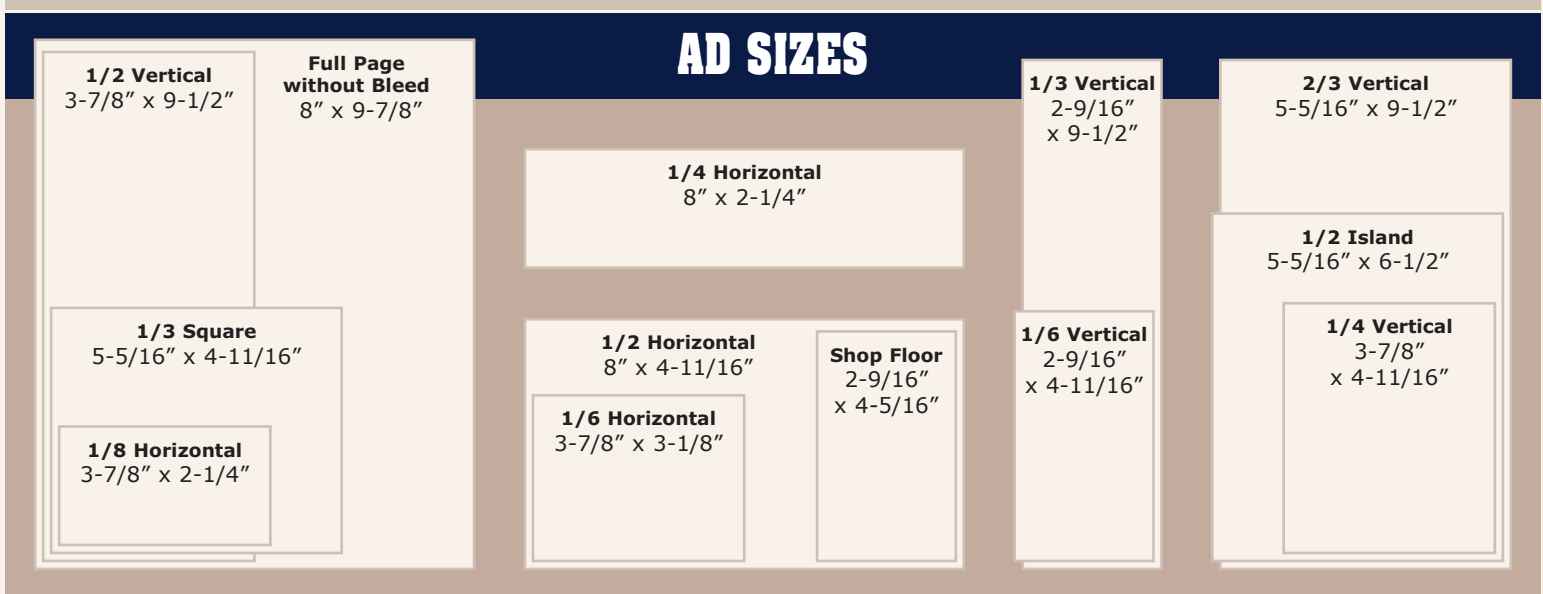 AD SIZES
1/2 Vertical
3-7/8” x 9-1/2”
Full Page
without Bleed
8” x 9-7/8”
1/3 Square
5-5/16” x 4-11/16”
1/8 Horizontal
3-7/8” x 2-1/4”
1/4 Horizontal
8” x 2-1/4”
1/2 Horizontal
8” x 4-11/16”
1/6 Horizontal
3-7/8” x 3-1/8”
Shop Floor
2-9/16”
x 4-5/16”
1/3 Vertical
2-9/16”
x 9-1/2”
1/6 Vertical
2-9/16”
x 4-11/16”
2/3 Vertical
5-5/16” x 9-1/2”
1/2 Island
5-5/16” x 6-1/2”
1/4 Vertical
3-7/8”
x 4-11/16”